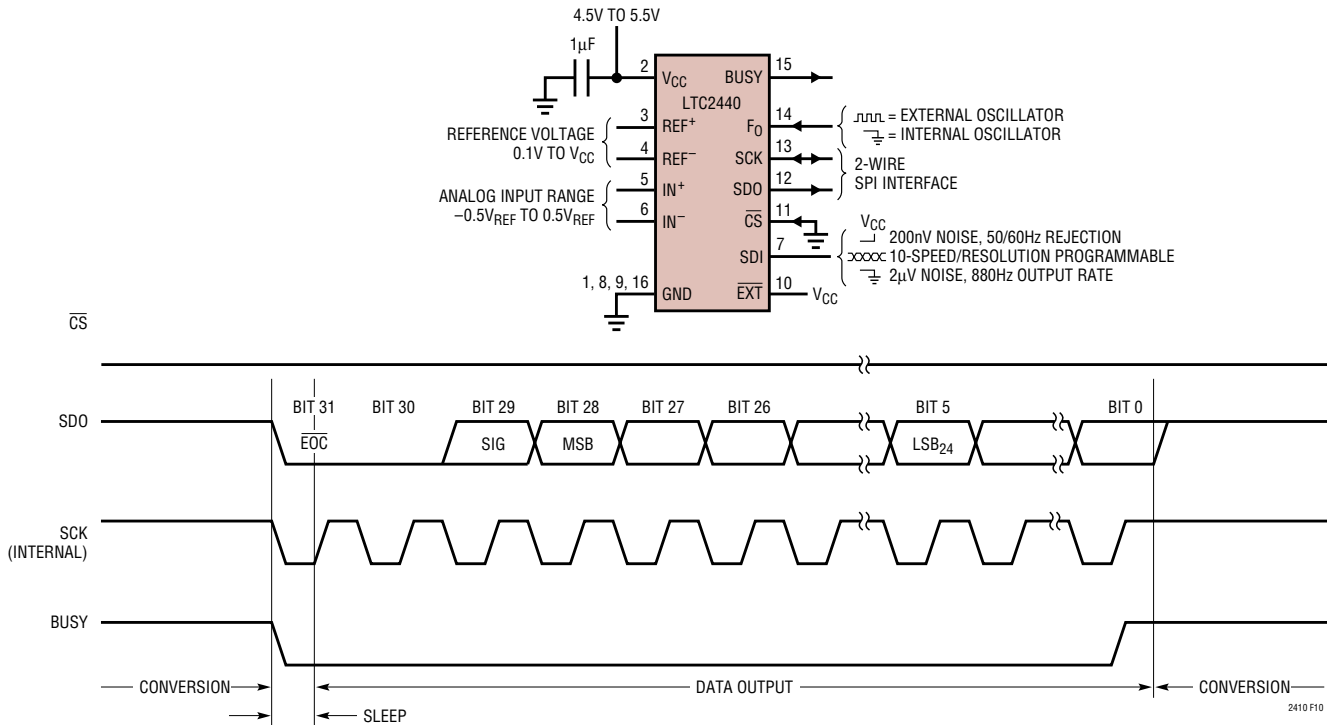 4.5V TO 5.5V
1µF
2
VCC
BUSY
15
LTC2440
3
REF+
FO
14
= EXTERNAL OSCILLATOR
= INTERNAL OSCILLATOR
REFERENCE VOLTAGE
0.1V TO VCC
4
REF−
SCK
13
2-WIRE
SPI INTERFACE
5
IN+
SDO
12
ANALOG INPUT RANGE
−0.5VREF TO 0.5VREF
6
IN−
CS
11
VCC
200nV NOISE, 50/60Hz REJECTION
SDI
7
10-SPEED/RESOLUTION PROGRAMMABLE
2µV NOISE, 880Hz OUTPUT RATE
1, 8, 9, 16
GND
EXT
10
VCC
CS
BIT 31 BIT 30 BIT 29 BIT 28 BIT 27 BIT 26 BIT 5 BIT 0
SDO
EOC SIG MSB LSB24
SCK
(INTERNAL)
BUSY
CONVERSION DATA OUTPUT CONVERSION
SLEEP
2410 F10